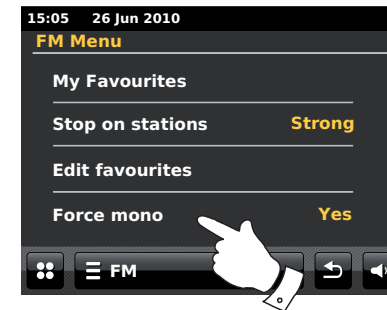 15:05 26 Jun 2010
FM Menu
My Favourites
Stop on stations Strong
Edit favourites
Force mono Yes
FM